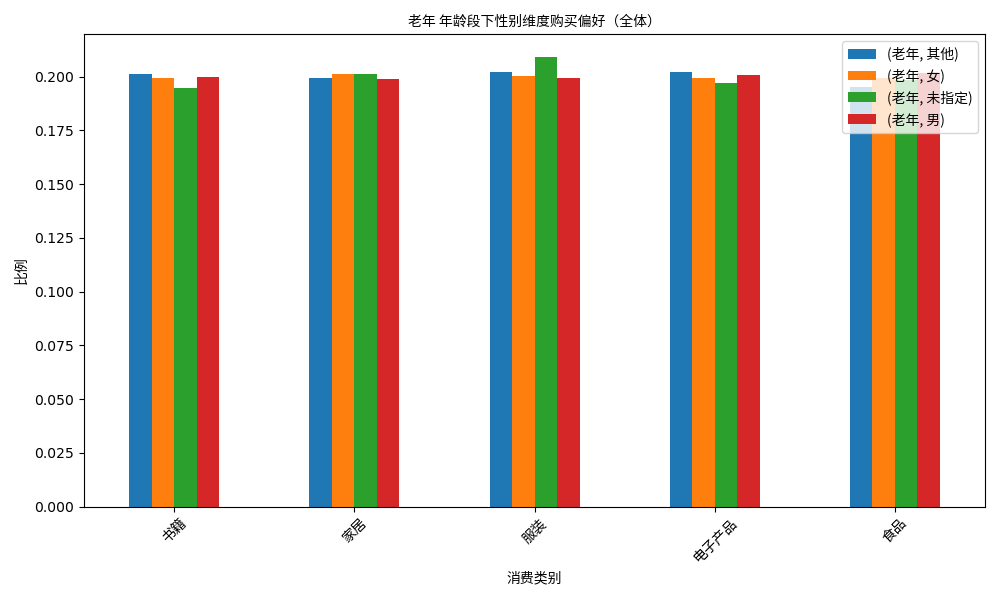 老年 年龄段下性别维度购买偏好（全体）
(老年, 其他)
(老年, 女)
(老年, 未指定)
(老年, 男)
比例
0.200
0.175
0.150
0.125
0.100
0.075
0.050
0.025
0.000
书籍
家居
服装
电子产品
食品
消费类别